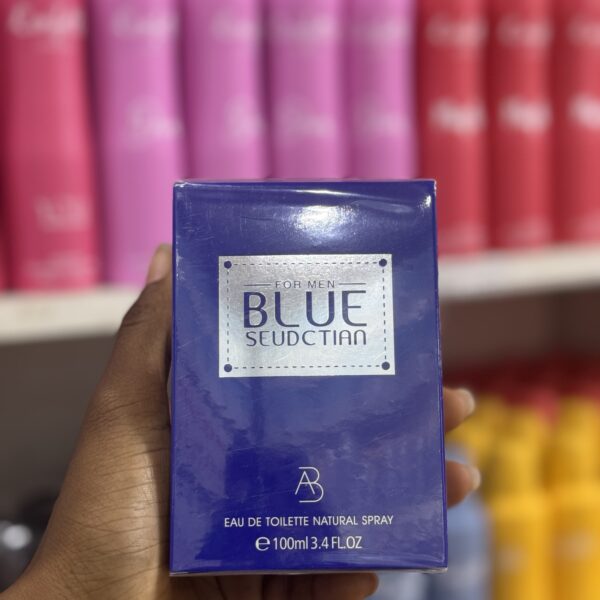 FOR MEN
BLUE
SEUDCTIAN
AB
EAU DE TOILETTE NATURAL SPRAY
℮100ml 3.4 FL.OZ